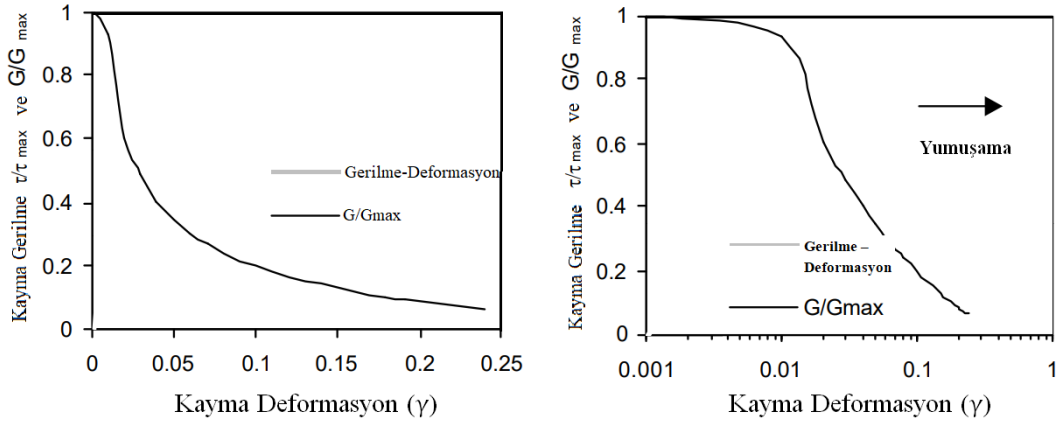 Kayma Gerilme τ/τ max ve G/G max
1
0.8
0.6
0.4
0.2
0
Gerilme-Deformasyon
G/Gmax
0
0.05
0.1
0.15
0.2
0.25
Kayma Deformasyon (γ)
Kayma Gerilme τ/τ max ve G/G max
1
0.8
0.6
0.4
0.2
0
Yumuşama
Gerilme –
Deformasyon
G/Gmax
0.001
0.01
0.1
1
Kayma Deformasyon (γ)